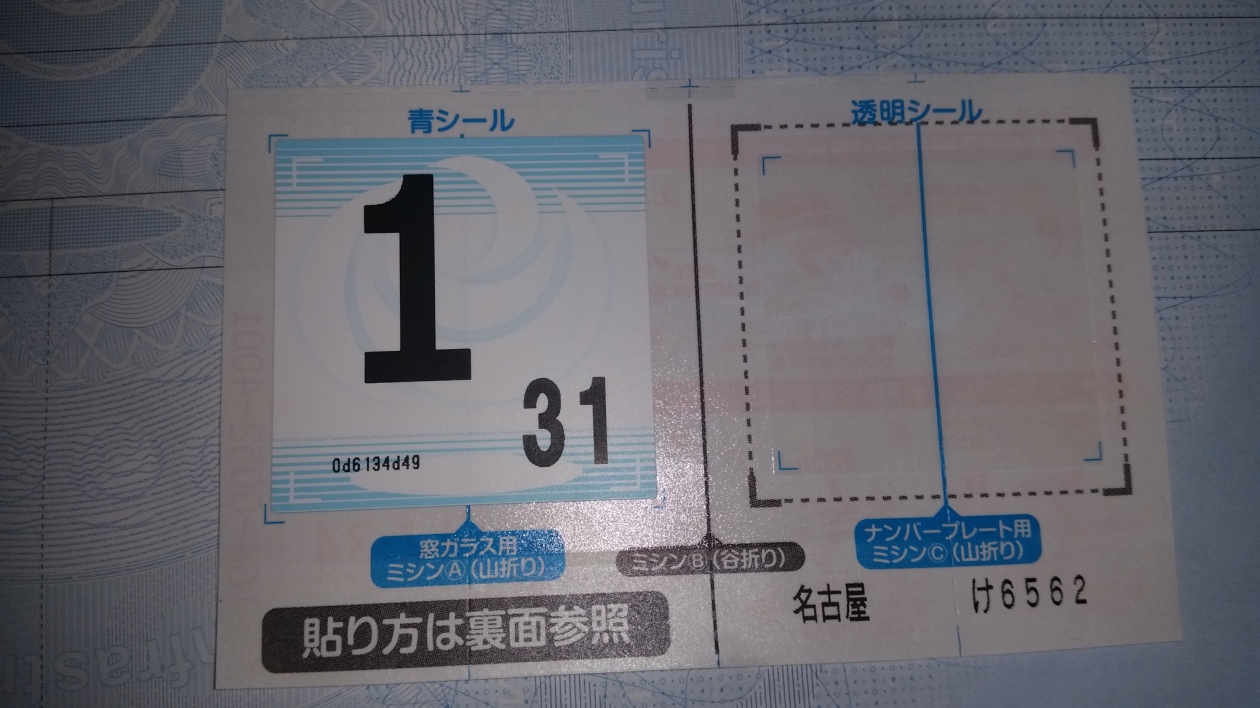 青シール
1
31
0d6134d49
窓ガラス用
ミシンⒶ(山折り)
貼り方は裏面参照
ミシンB(谷折り)
透明シール
ナンバープレート用
ミシンⒸ(山折り)
名古屋 け6562